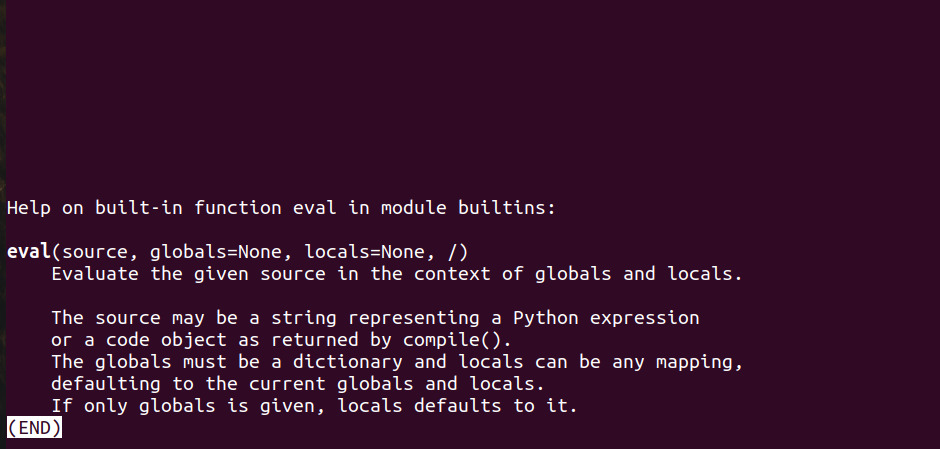 Help on built-in function eval in module builtins:
eval(source, globals=None, locals=None, /)
Evaluate the given source in the context of globals and locals.
The source may be a string representing a Python expression
or a code object as returned by compile().
The globals must be a dictionary and locals can be any mapping,
defaulting to the current globals and locals.
If only globals is given, locals defaults to it.
(END)